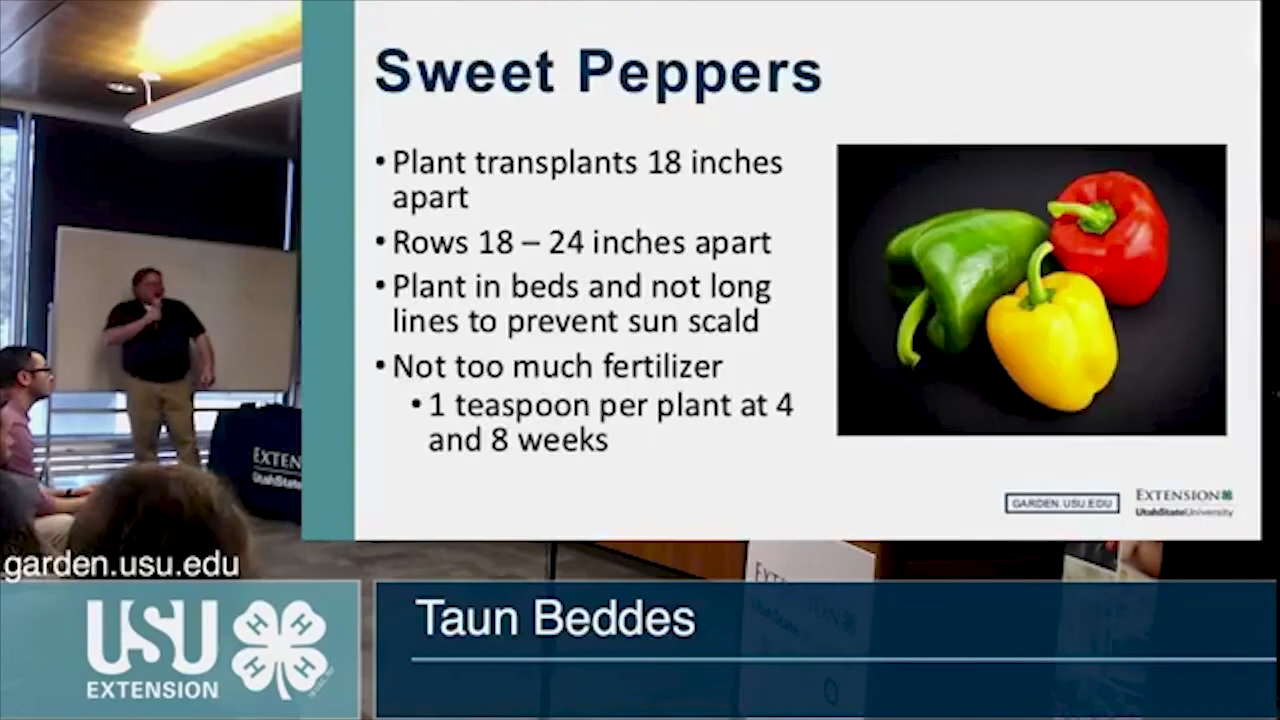 Sweet Peppers
• Plant transplants 18 inches
apart
• Rows 18 – 24 inches apart
• Plant in beds and not long
lines to prevent sun scald
• Not too much fertilizer
• 1 teaspoon per plant at 4
and 8 weeks
GARDEN.USU.EDU
EXTENSION
UtahStateUniversity
EXTEN
UtahState
garden.usu.edu
USU
EXTENSION
H H
H H
Taun Beddes